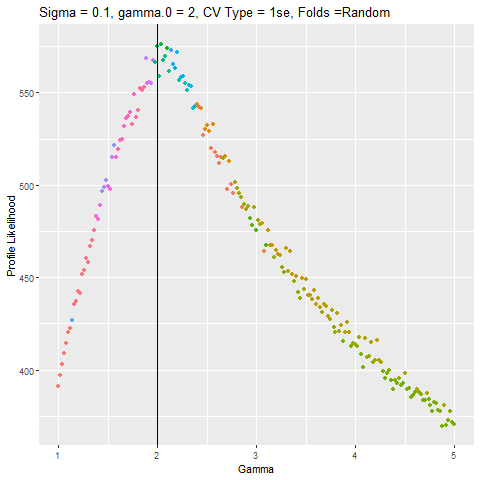 Sigma = 0.1, gamma.0 = 2, CV Type = 1se, Folds =Random
Profile Likelihood
550
500
450
400
1 2 3 4 5
Gamma